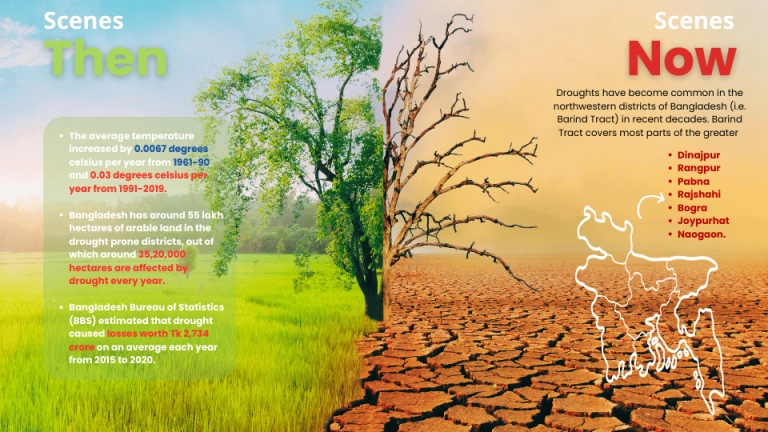 Scenes
Then
The average temperature
increased by 0.0067 degrees
celsius per year from 1961-90
and 0.03 degrees celsius per
year from 1991-2019.
Bangladesh has around 55 lakh
hectares of arable land in the
drought prone districts, out of
which around 35,20,000
hectares are affected by
drought every year.
Bangladesh Bureau of Statistics
(BBS) estimated that drought
caused losses worth Tk 2,734
crore on an average each year
from 2015 to 2020.
Scenes
Now
Droughts have become common in the
northwestern districts of Bangladesh (i.e.
Barind Tract) in recent decades. Barind
Tract covers most parts of the greater
Dinajpur
Rangpur
Pabna
Rajshahi
Bogra
Joypurhat
Naogaon.